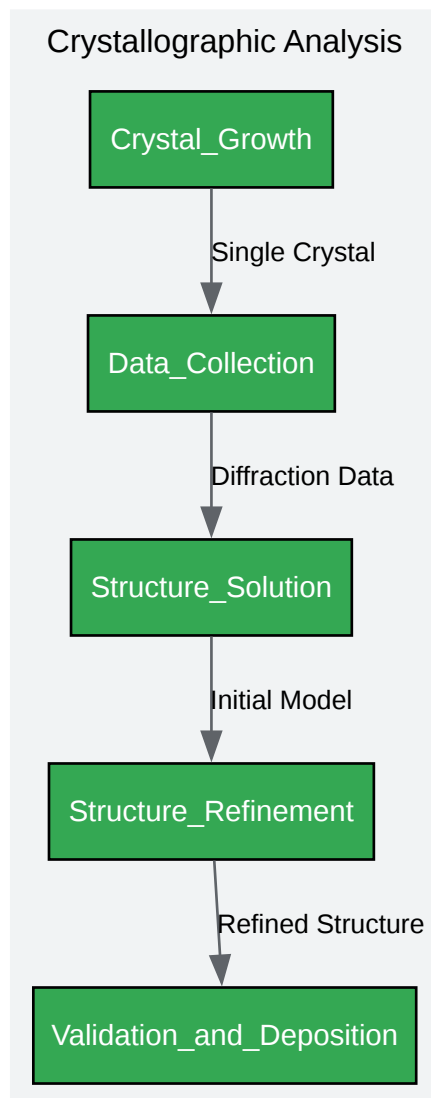 Crystallographic Analysis
Crystal_Growth
Single Crystal
Data_Collection
Diffraction Data
Structure_Solution
Initial Model
Structure_Refinement
Refined Structure
Validation_and_Deposition